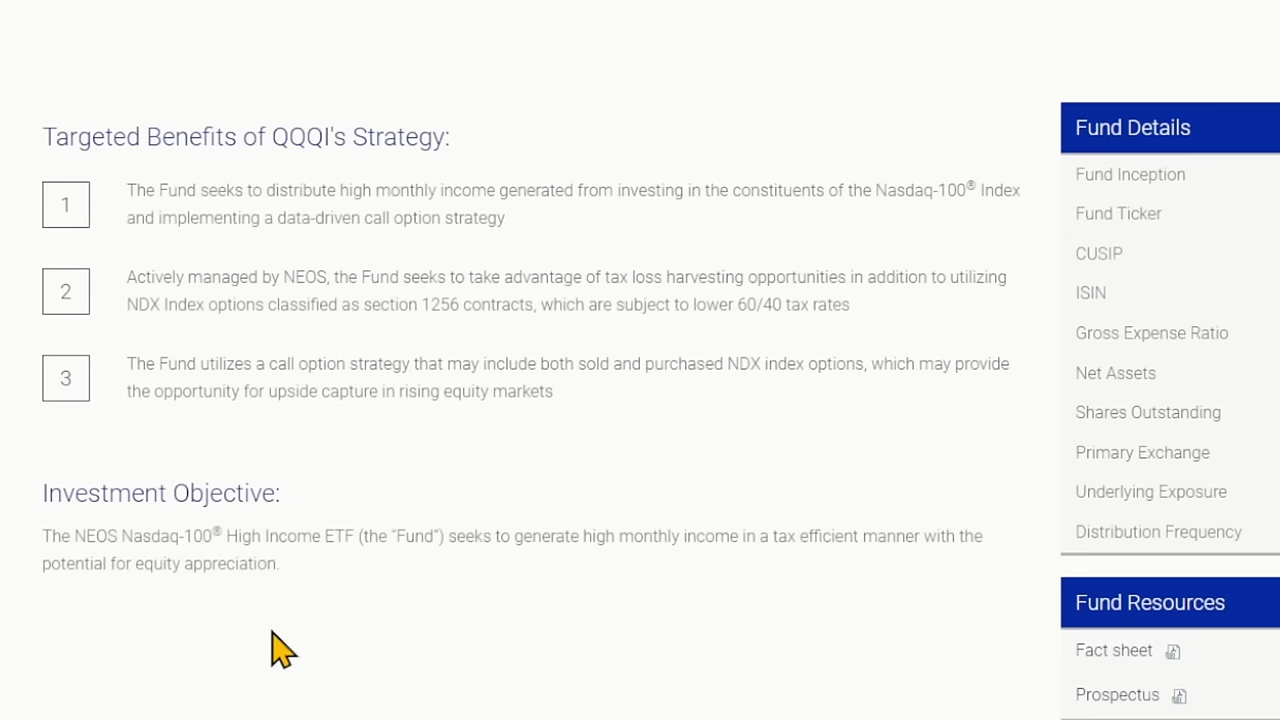 Targeted Benefits of QQQI's Strategy:
1
The Fund seeks to distribute high monthly income generated from investing in the constituents of the Nasdaq-100® Index
and implementing a data-driven call option strategy
2
Actively managed by NEOS, the Fund seeks to take advantage of tax loss harvesting opportunities in addition to utilizing
NDX Index options classified as section 1256 contracts, which are subject to lower 60/40 tax rates
3
The Fund utilizes a call option strategy that may include both sold and purchased NDX index options, which may provide
the opportunity for upside capture in rising equity markets
Investment Objective:
The NEOS Nasdaq-100® High Income ETF (the “Fund”) seeks to generate high monthly income in a tax efficient manner with the
potential for equity appreciation.
Fund Details
Fund Inception
Fund Ticker
CUSIP
ISIN
Gross Expense Ratio
Net Assets
Shares Outstanding
Primary Exchange
Underlying Exposure
Distribution Frequency
Fund Resources
Fact sheet
Prospectus